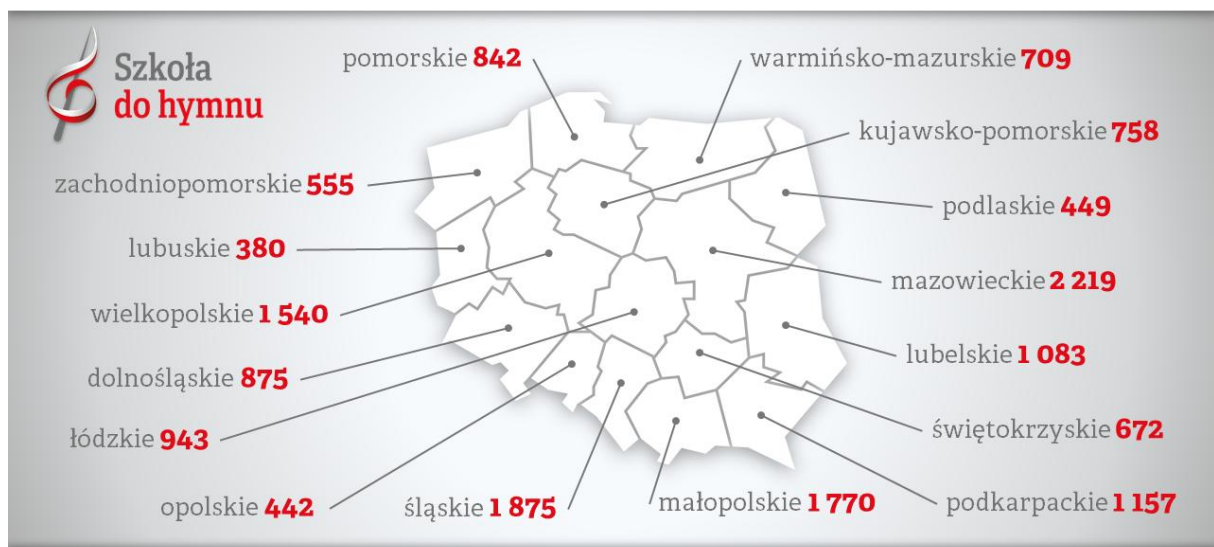 Szkoła
do hymnu
pomorskie 842
warmińsko-mazurskie 709
kujawsko-pomorskie 758
zachodniopomorskie 555
podlaskie 449
lubuskie 380
mazowieckie 2 219
wielkopolskie 1 540
lubelskie 1 083
dolnośląskie 875
łódzkie 943
świętokrzyskie 672
opolskie 442
śląskie 1 875
małopolskie 1 770
podkarpackie 1 157